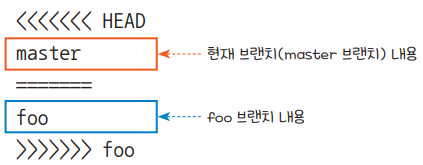 <<<<<<< HEAD
master 현재 브랜치(master 브랜치) 내용
=======
foo foo 브랜치 내용
>>>>>>> foo